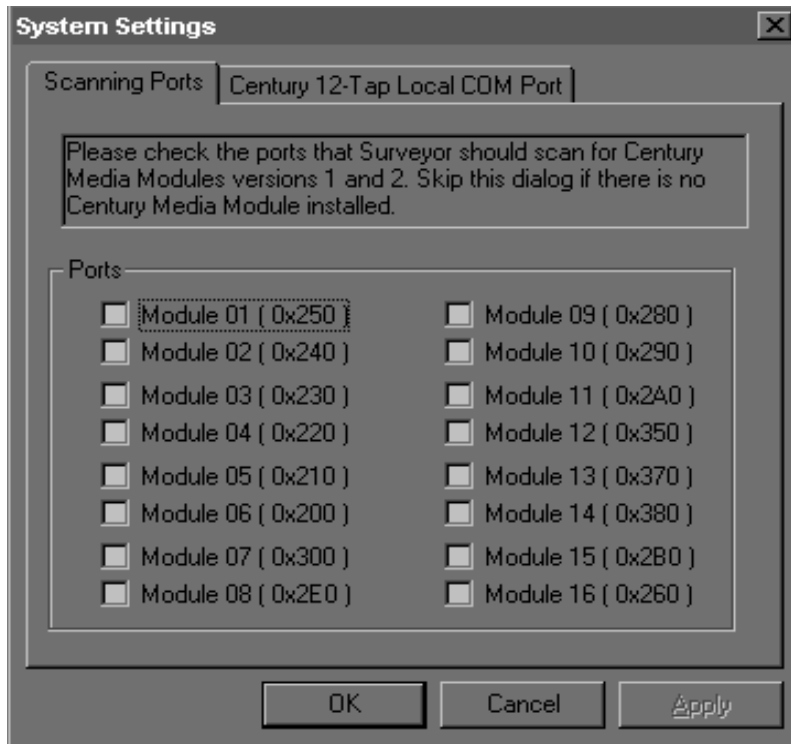 System Settings
Scanning Ports
Century 12-Tap Local COM Port
Please check the ports that Surveyor should scan for Century
Media Modules versions 1 and 2. Skip this dialog if there is no
Century Media Module installed.
Ports
Module 01 ( 0x250 )
Module 02 ( 0x240 )
Module 03 ( 0x230 )
Module 04 ( 0x220 )
Module 05 ( 0x210 )
Module 06 ( 0x200 )
Module 07 ( 0x300 )
Module 08 ( 0x2E0 )
Module 09 ( 0x280 )
Module 10 ( 0x290 )
Module 11 ( 0x2A0 )
Module 12 ( 0x350 )
Module 13 ( 0x370 )
Module 14 ( 0x380 )
Module 15 ( 0x2B0 )
Module 16 ( 0x260 )
OK
Cancel
Apply